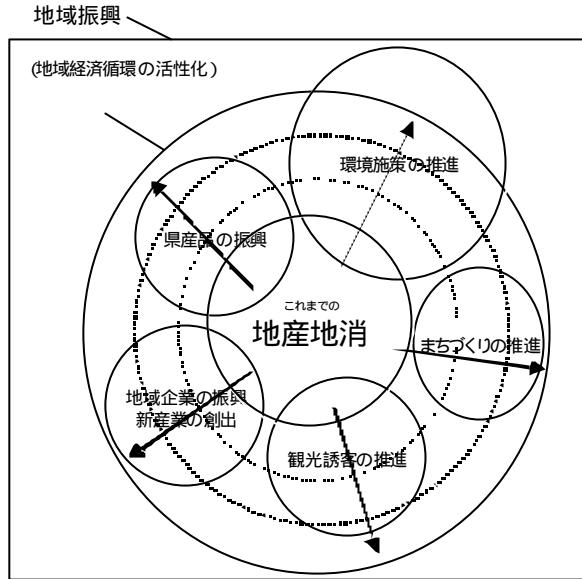 地域振興
(地域経済循環の活性化)
環境施策の推進
県産品の振興
これまでの
地産地消
まちづくりの推進
地域企業の振興
新産業の創出
観光誘客の推進